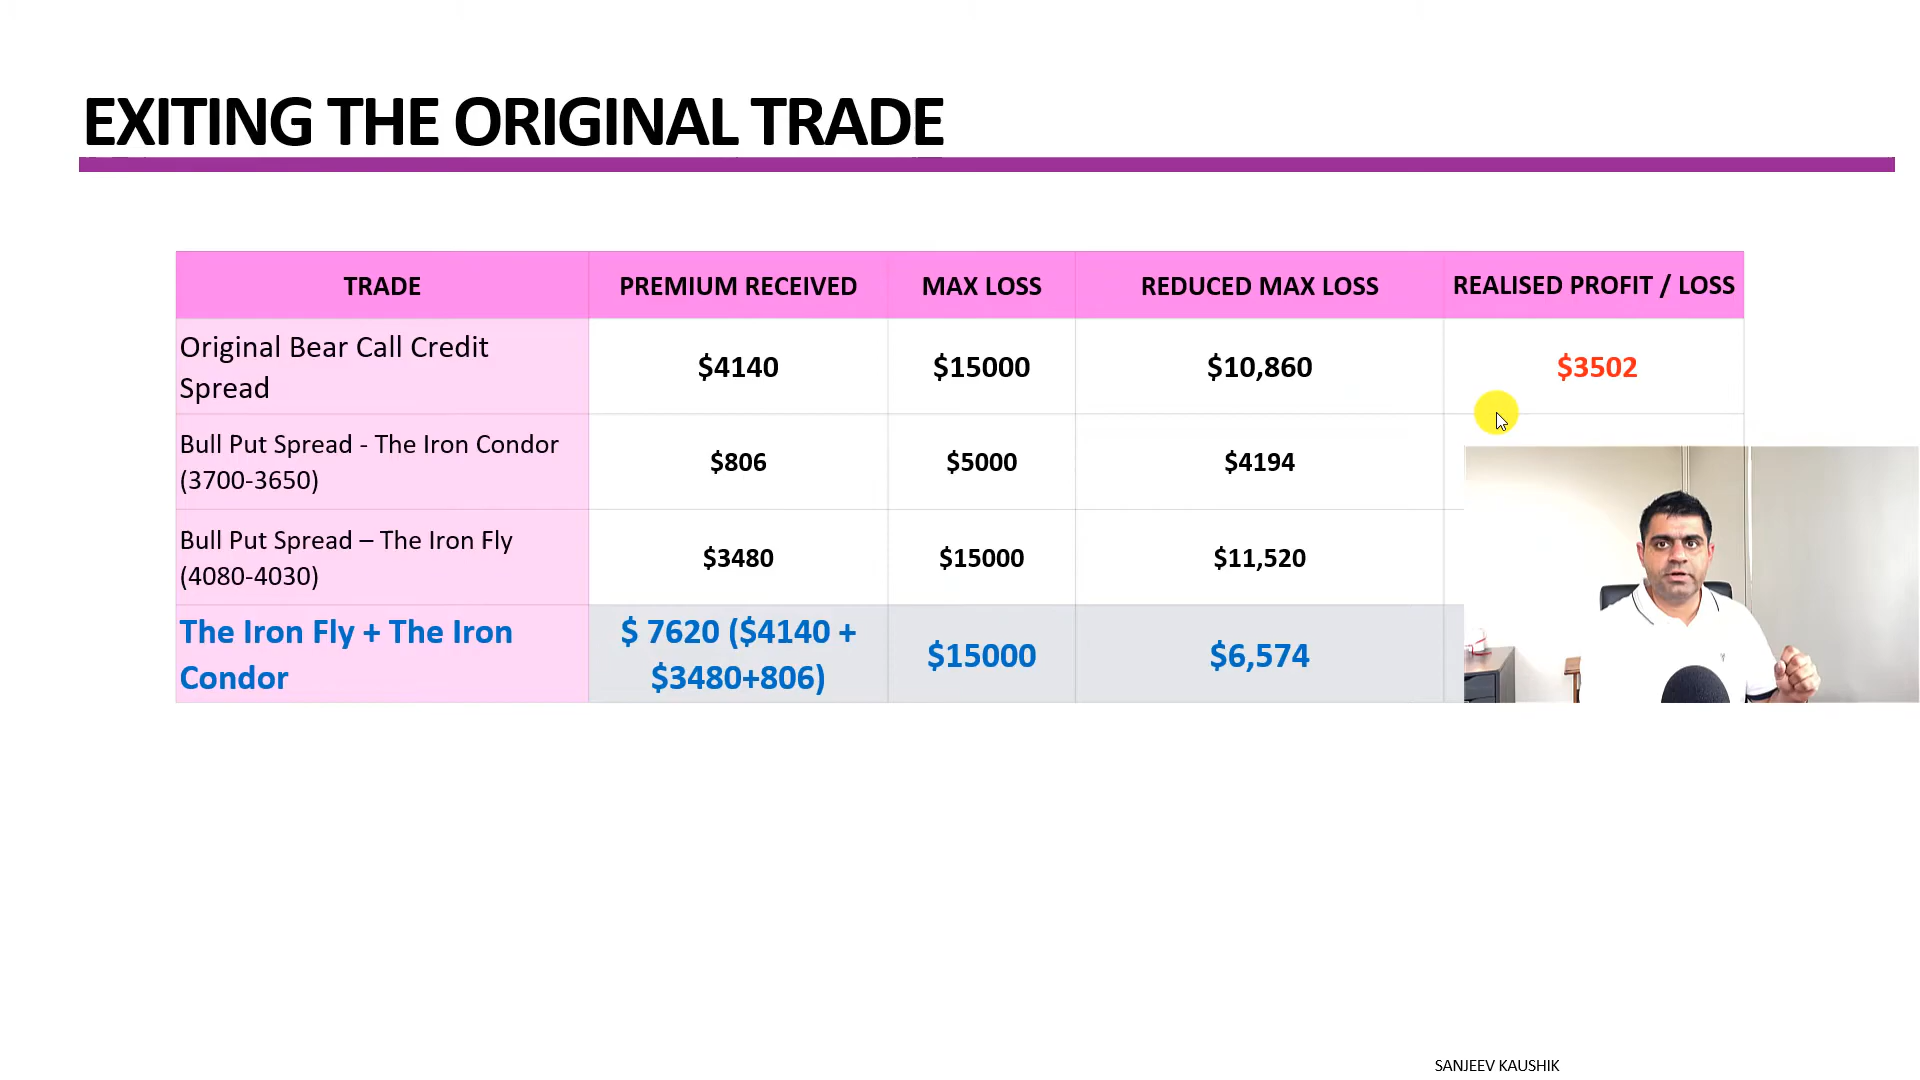 EXITING THE ORIGINAL TRADE
TRADE PREMIUM RECEIVED MAX LOSS REDUCED MAX LOSS REALISED PROFIT / LOSS
Original Bear Call Credit
Spread
$4140 $15000 $10,860 $3502
Bull Put Spread - The Iron Condor
(3700-3650)
$806 $5000 $4194
Bull Put Spread – The Iron Fly
(4080-4030)
$3480 $15000 $11,520
The Iron Fly + The Iron
Condor
$ 7620 ($4140 +
$3480+806)
$15000 $6,574
SANJEEV KAUSHIK